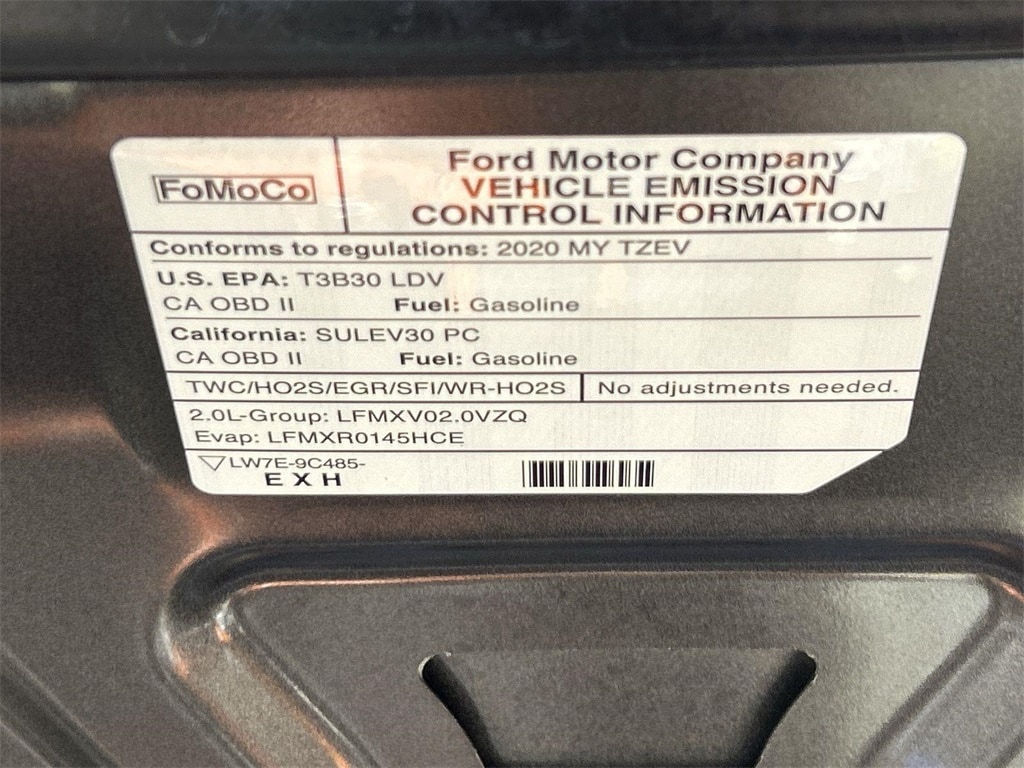 FoMoCo
Ford Motor Company
VEHICLE EMISSION
CONTROL INFORMATION
Conforms to regulations: 2020 MY TZEV
U.S. EPA: T3B30 LDV
CA OBD II Fuel: Gasoline
California: SULEV30 PC
CA OBD II Fuel: Gasoline
TWC/HO2S/EGR/SFI/WR-HO2S No adjustments needed.
2.0L-Group: LFMXV02.0VZQ
Evap: LFMXR0145HCE
LW7E-9C485-
E X H